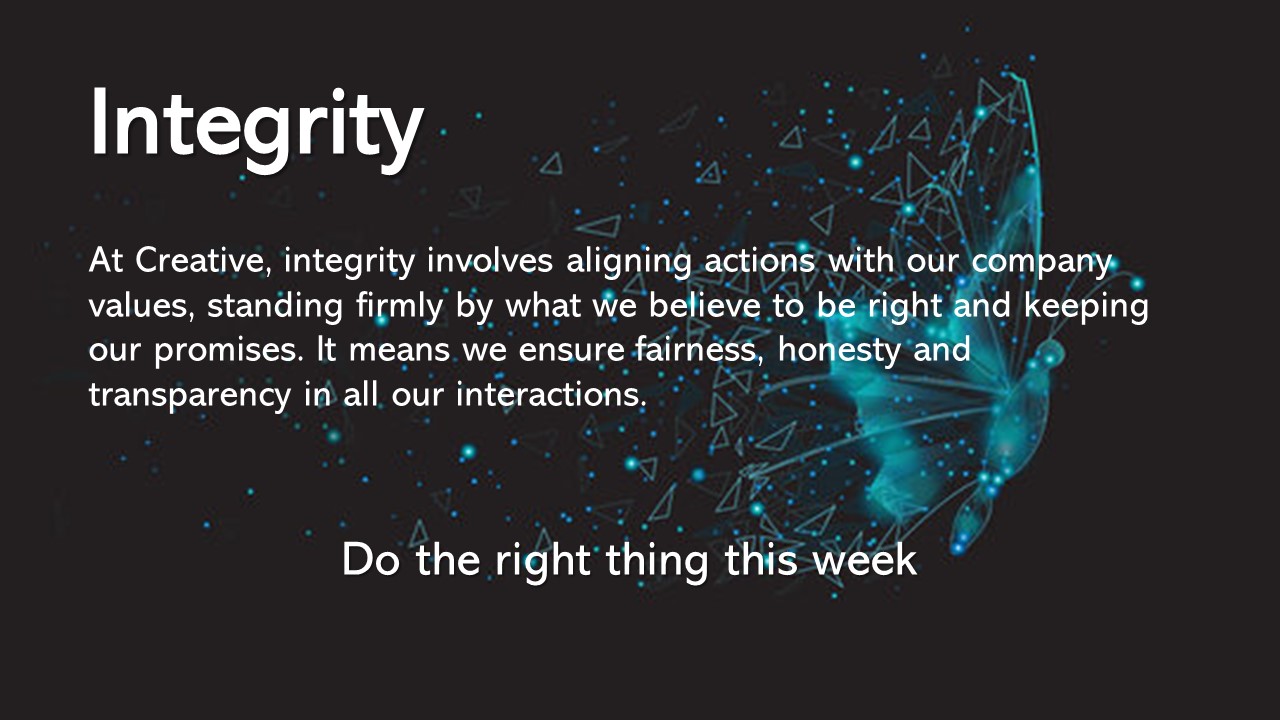 Integrity
At Creative, integrity involves aligning actions with our company
values, standing firmly by what we believe to be right and keeping
our promises. It means we ensure fairness, honesty and
transparency in all our interactions.
Do the right thing this week